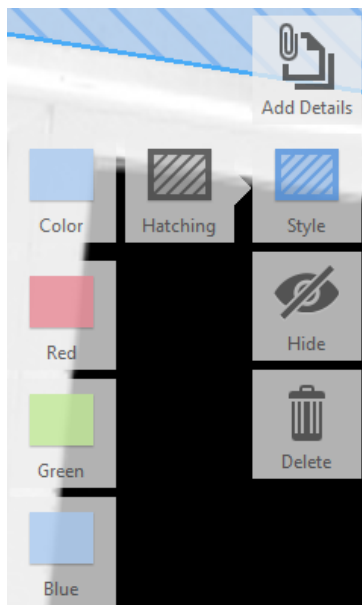 Add Details
Color
Hatching
Style
Red
Hide
Green
Delete
Blue